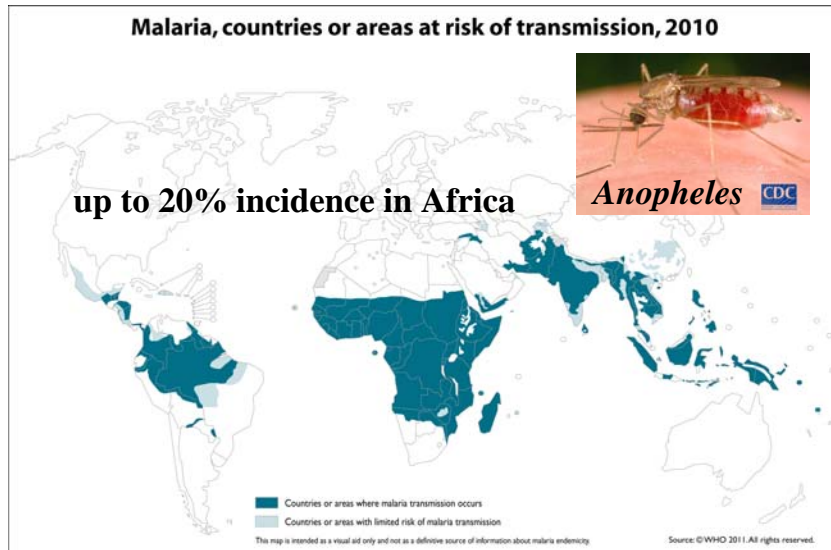 Malaria, countries or areas at risk of transmission, 2010
up to 20% incidence in Africa
Anopheles
CDC
Countries or areas where malaria transmission occurs
Countries or areas with limited risk of malaria transmission
This map is intended as a visual aid only and not as a definitive source of information about malaria endemicity.
Source: © WHO 2011. All rights reserved.